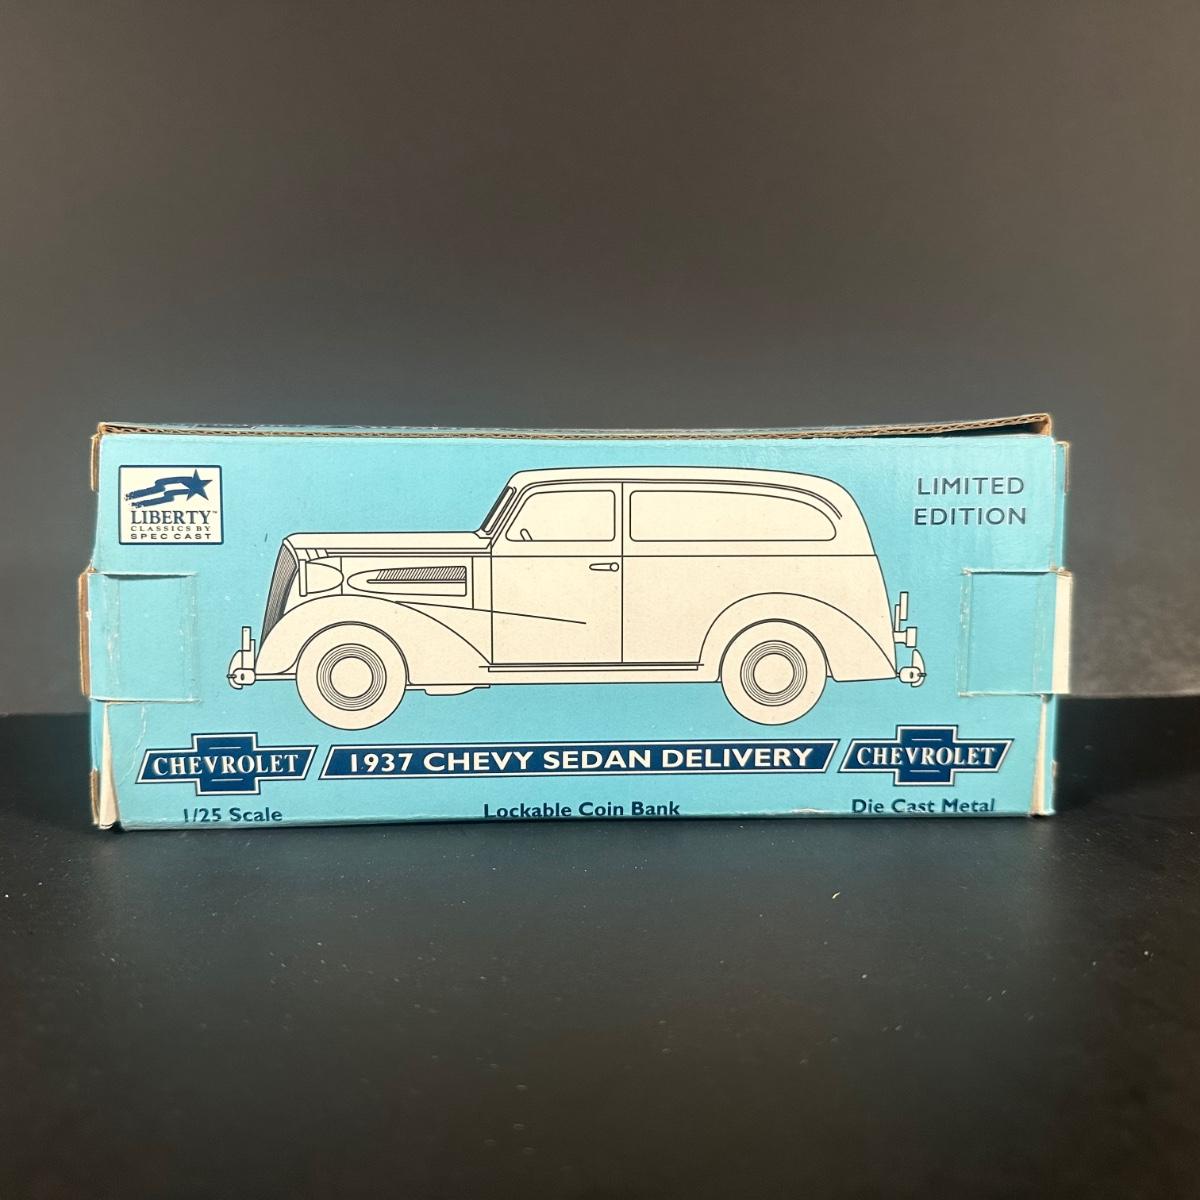 LIBERTY™
CLASSICS BY
SPEC CAST
LIMITED
EDITION
CHEVROLET
1937 CHEVY SEDAN DELIVERY
CHEVROLET
1/25 Scale
Lockable Coin Bank
Die Cast Metal